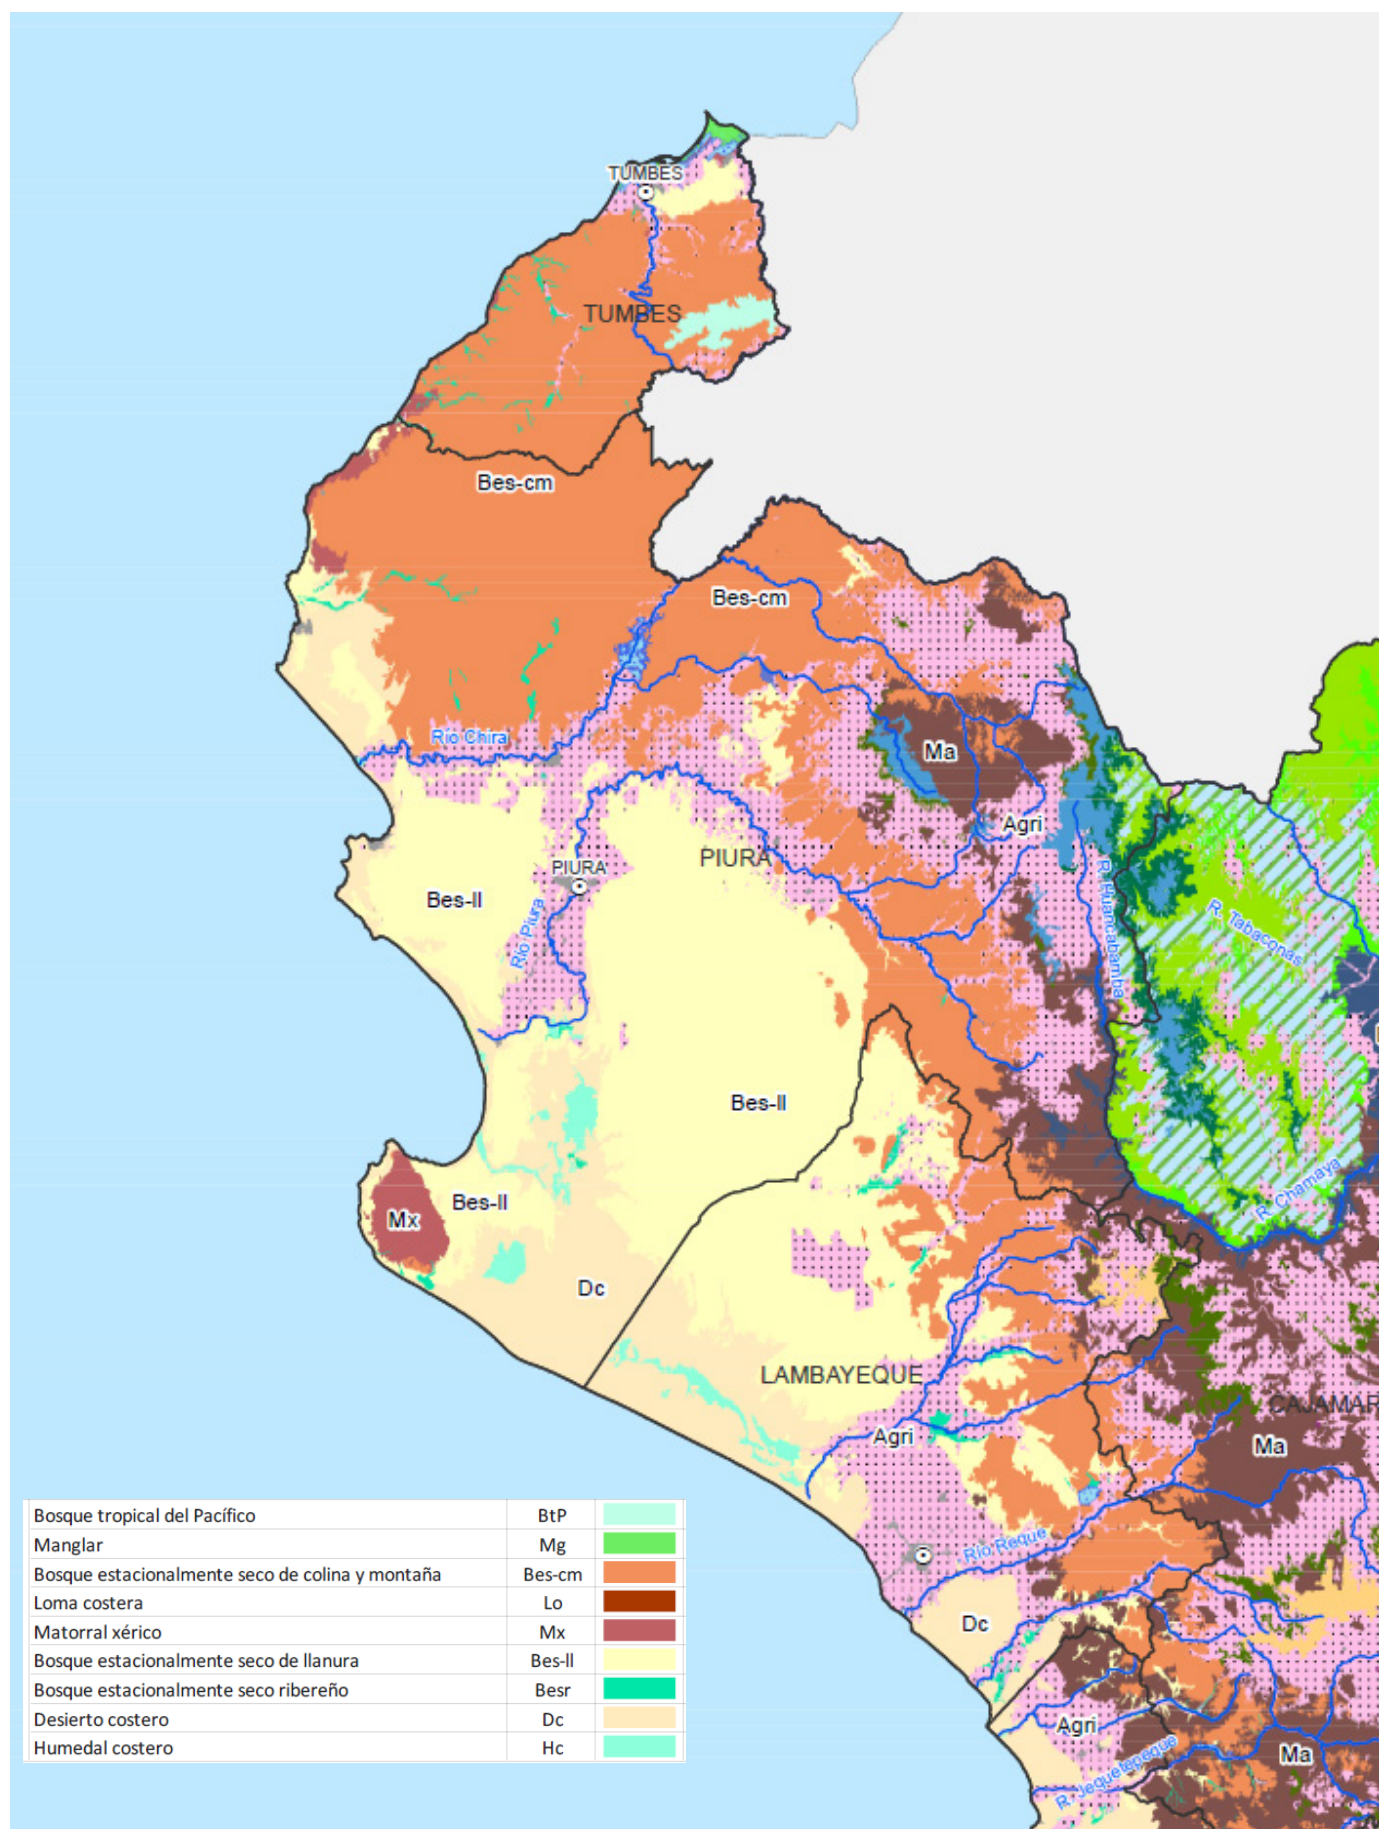 TUMBES
TUMBES
Bes-cm
Bes-cm
Río Chira
Ma
Agri
PIURA
PIURA
Bes-ll
Río Piura
R. Huancabamba
R. Tabaconas
Bes-ll
R. Chamaya
Bes-ll
Mx
Dc
LAMBAYEQUE
CAJAMAR
Agri
Ma
Río Reque
Dc
Agri
Ma
R. Jequetepeque
Bosque tropical del Pacífico BtP
Manglar Mg
Bosque estacionalmente seco de colina y montaña Bes-cm
Loma costera Lo
Matorral xérico Mx
Bosque estacionalmente seco de llanura Bes-ll
Bosque estacionalmente seco ribereño Besr
Desierto costero Dc
Humedal costero Hc